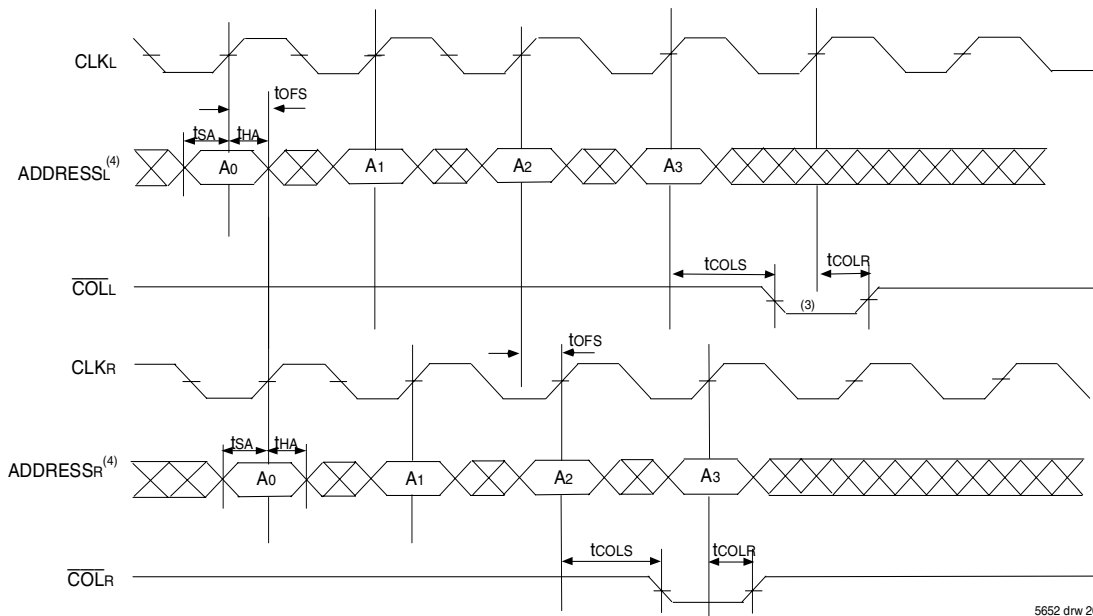 CLKL
tOFS
tSA tHA
ADDRESSL(4) A0 A1 A2 A3
tCOLS tCOLR
COLL (3)
tOFS
CLKR
tSA tHA
ADDRESSR(4) A0 A1 A2 A3
tCOLS tCOLR
COLR